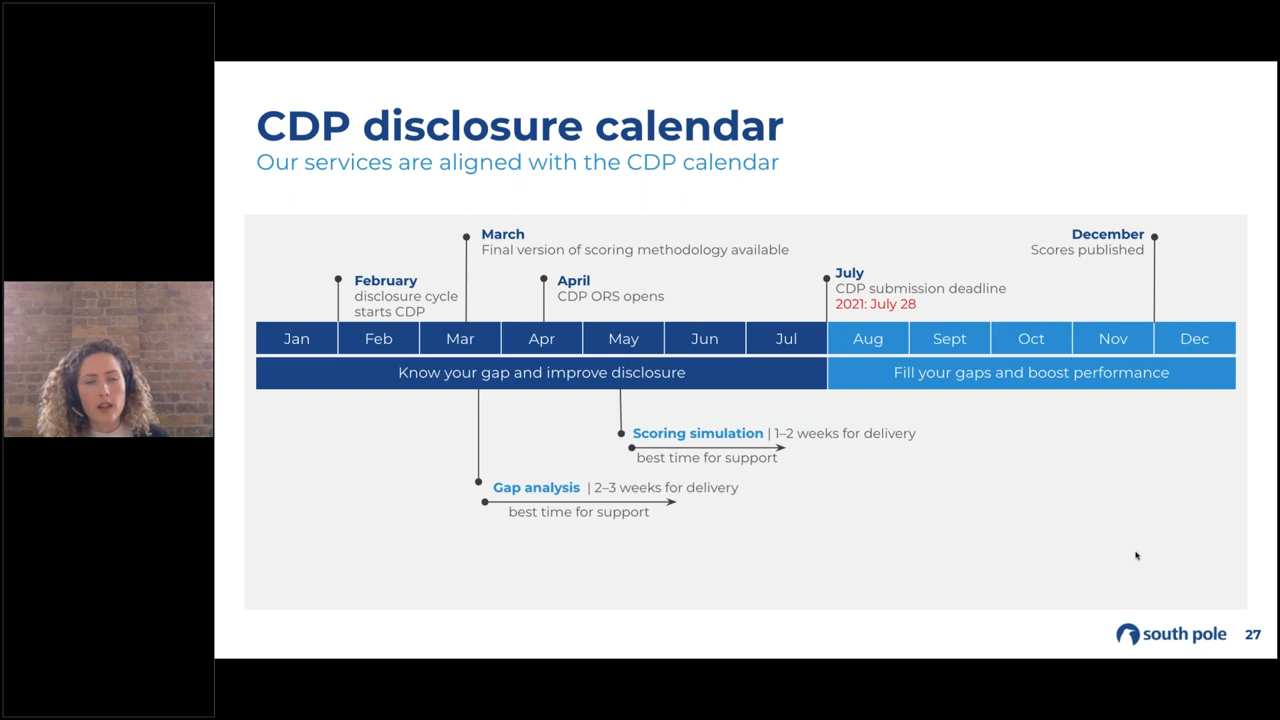 CDP disclosure calendar
Our services are aligned with the CDP calendar
March
Final version of scoring methodology available
December
Scores published
February
disclosure cycle
starts CDP
April
CDP ORS opens
July
CDP submission deadline
2021: July 28
Jan Feb Mar Apr May Jun Jul Aug Sept Oct Nov Dec
Know your gap and improve disclosure Fill your gaps and boost performance
Scoring simulation | 1–2 weeks for delivery
best time for support
Gap analysis | 2–3 weeks for delivery
best time for support
south pole 27